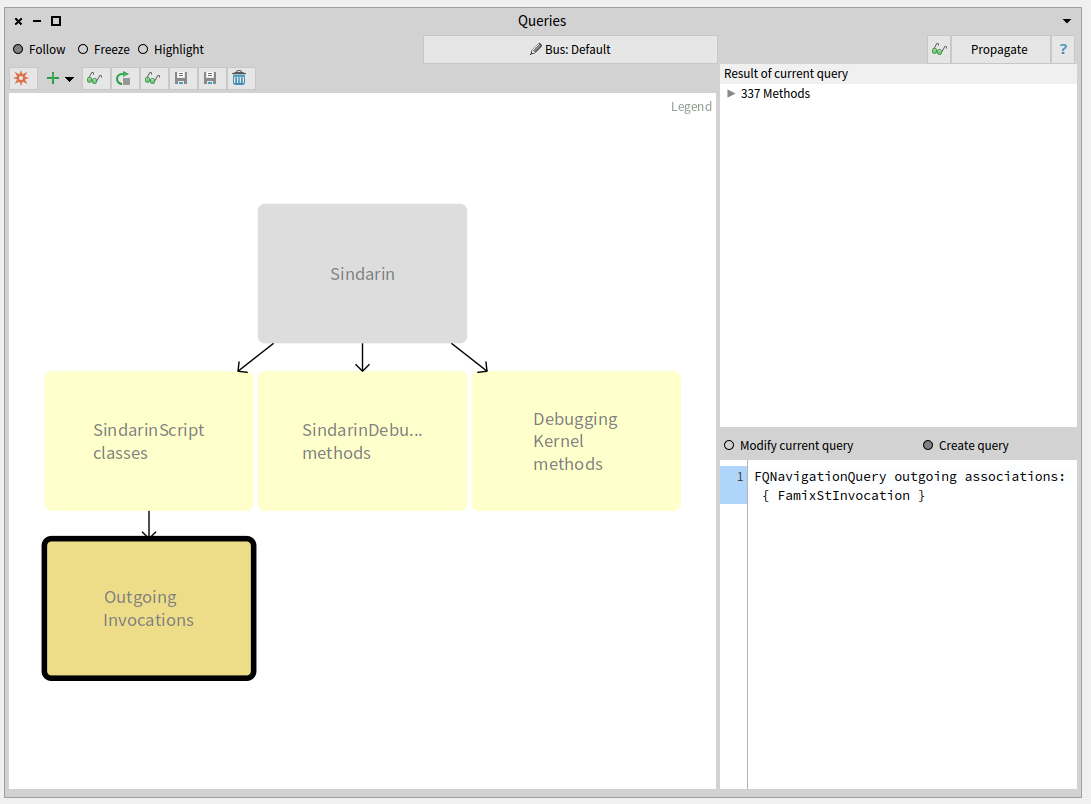 Queries
Follow Freeze Highlight
Bus: Default
Propagate ?
Legend
Result of current query
337 Methods
Sindarin
SindarinScript
classes
SindarinDebu...
methods
Debugging
Kernel
methods
Outgoing
Invocations
Modify current query Create query
1 FQNavigationQuery outgoing associations:
{ FamixStInvocation }